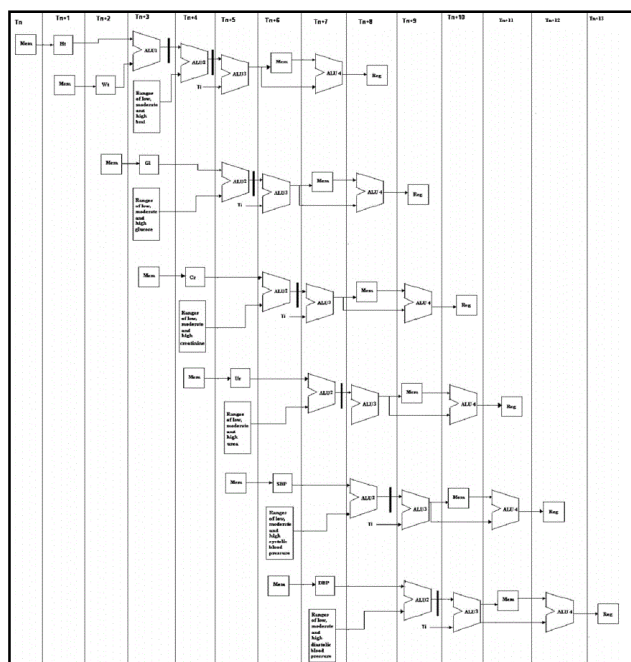 Tn Tn+1 Tn+2 Tn+3 Tn+4 Tn+5 Tn+6 Tn+7 Tn+8 Tn+9 Tn+10 Tn+11 Tn+12 Tn+13
Mem Ht ALU1 ALU2 ALU3 Mem ALU 4 Reg
Mem Wt
Ti
Ranges
of low,
moderate
and
high
bmi
Mem Gl ALU2 ALU3 Mem ALU 4 Reg
Ti
Ranges
of low,
moderate
and
high
glucose
Mem Cr ALU2 ALU3 Mem ALU 4 Reg
Ti
Ranges
of low,
moderate
and
high
creatinine
Mem Ur ALU2 ALU3 Mem ALU 4 Reg
Ranges
of low,
moderate
and
high
urea
Mem SBP ALU2 ALU3 Mem ALU 4 Reg
Ti
Ranges
of low,
moderate
and
high
systolic
blood
pressure
Mem DBP ALU2 ALU3 Mem ALU 4 Reg
Ti
Ranges
of low,
moderate
and
high
diastolic
blood
pressure